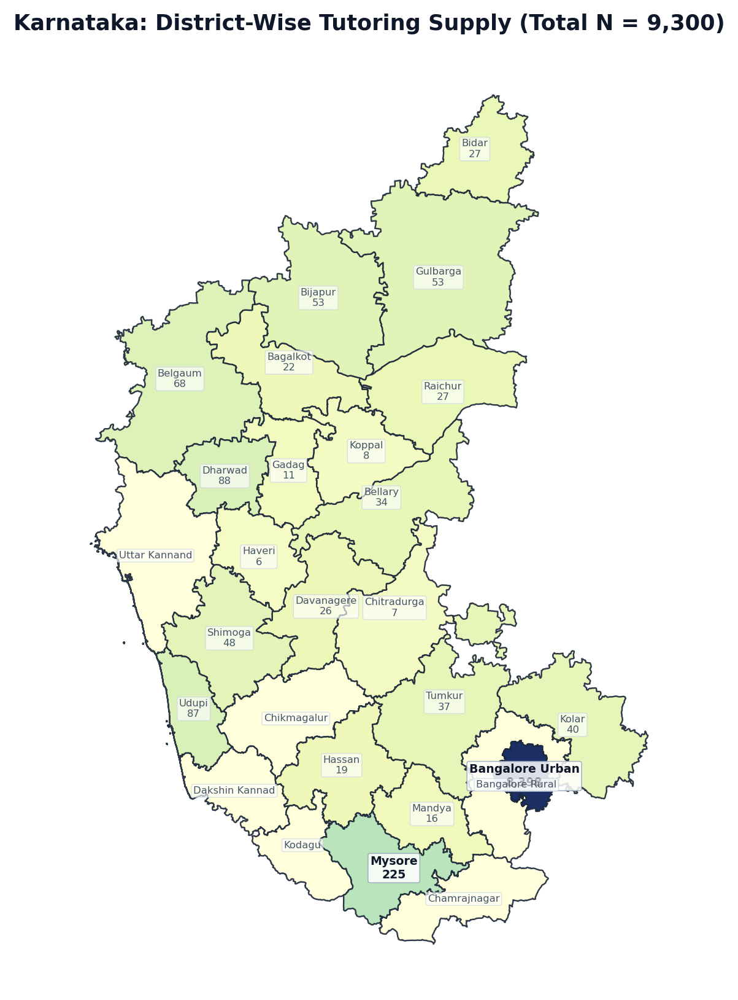 Karnataka: District-Wise Tutoring Supply (Total N = 9,300)
Bidar
27
Gulbarga
53
Bijapur
53
Bagalkot
22
Belgaum
68
Raichur
27
Koppal
8
Gadag
11
Dharwad
88
Bellary
34
Uttar Kannand
Haveri
6
Davanagere
26
Chitradurga
7
Shimoga
48
Udupi
87
Chikmagalur
Tumkur
37
Kolar
40
Hassan
19
Bangalore Urban
8,398
Bangalore Rural
Dakshin Kannad
Mandya
16
Kodagu
Mysore
225
Chamrajnagar